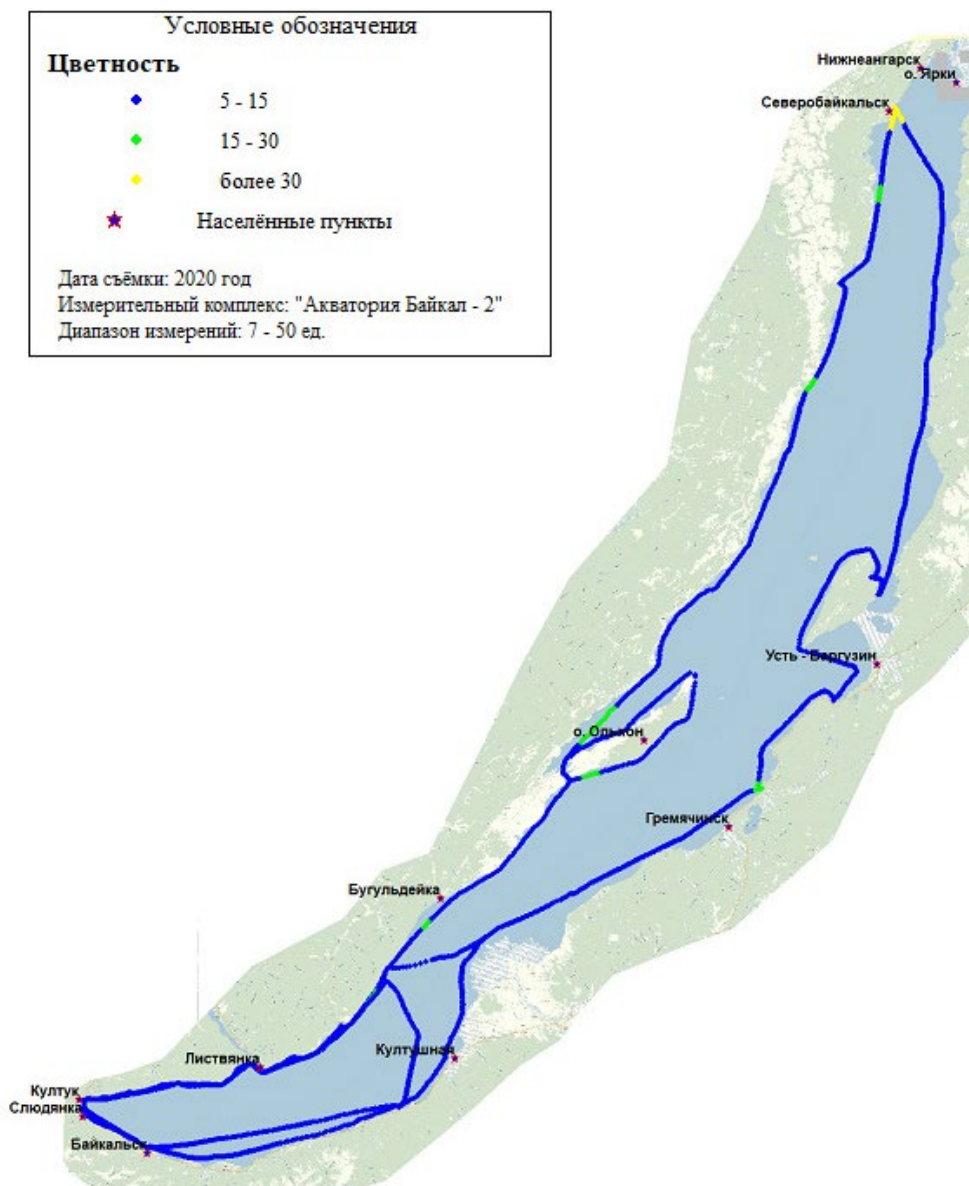 Условные обозначения
Цветность
5 - 15
15 - 30
более 30
Населённые пункты
Дата съёмки: 2020 год
Измерительный комплекс: "Акватория Байкал - 2"
Диапазон измерений: 7 - 50 ед.
Нижнеангарск
о. Ярки
Северобайкальск
Усть - Баргузин
о. Ольхон
Гремячинск
Бугульдейка
Култушная
Листвянка
Култук
Слюдянка
Байкальск